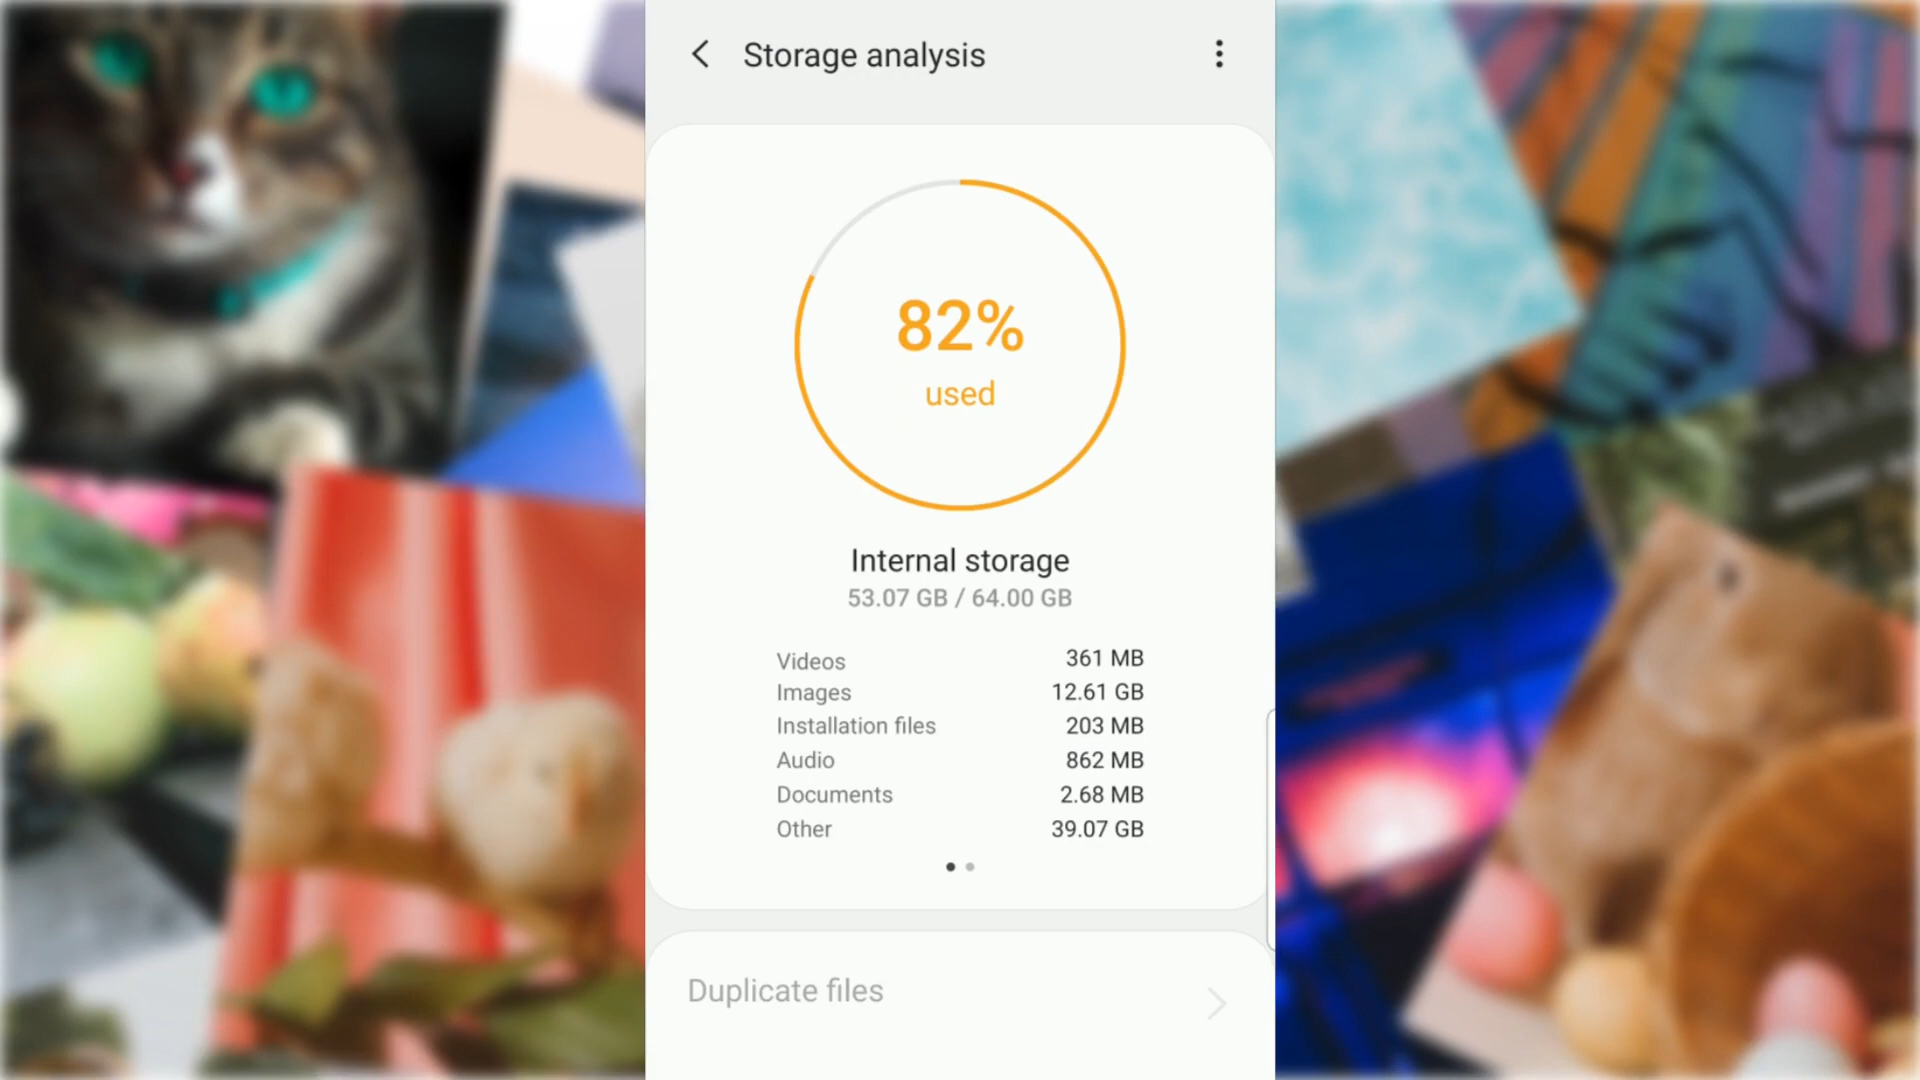 Storage analysis
82%
used
Internal storage
53.07 GB / 64.00 GB
Videos 361 MB
Images 12.61 GB
Installation files 203 MB
Audio 862 MB
Documents 2.68 MB
Other 39.07 GB
Duplicate files